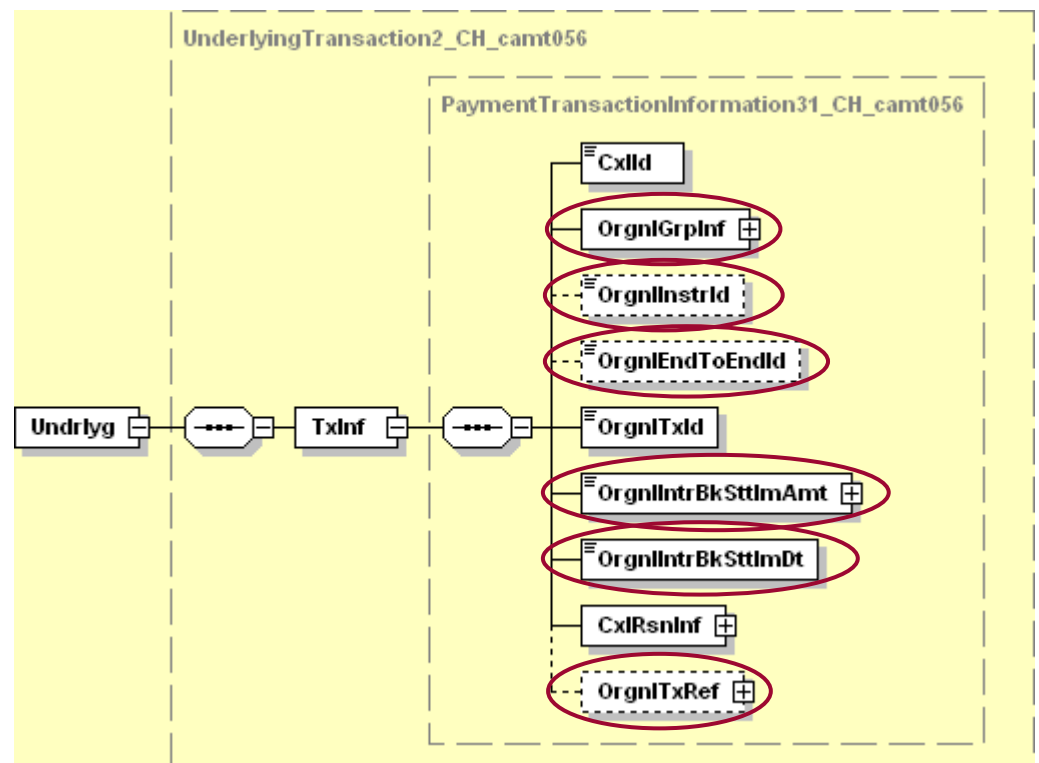 UnderlyingTransaction2_CH_camt056
PaymentTransactionInformation31_CH_camt056
CxlId
OrgnlGrpInf
OrgnlInstrId
OrgnlEndToEndId
Undrlyg
TxInf
OrgnlTxId
OrgnlIntrBkSttlmAmt
OrgnlIntrBkSttlmDt
CxlRsnInf
OrgnlTxRef